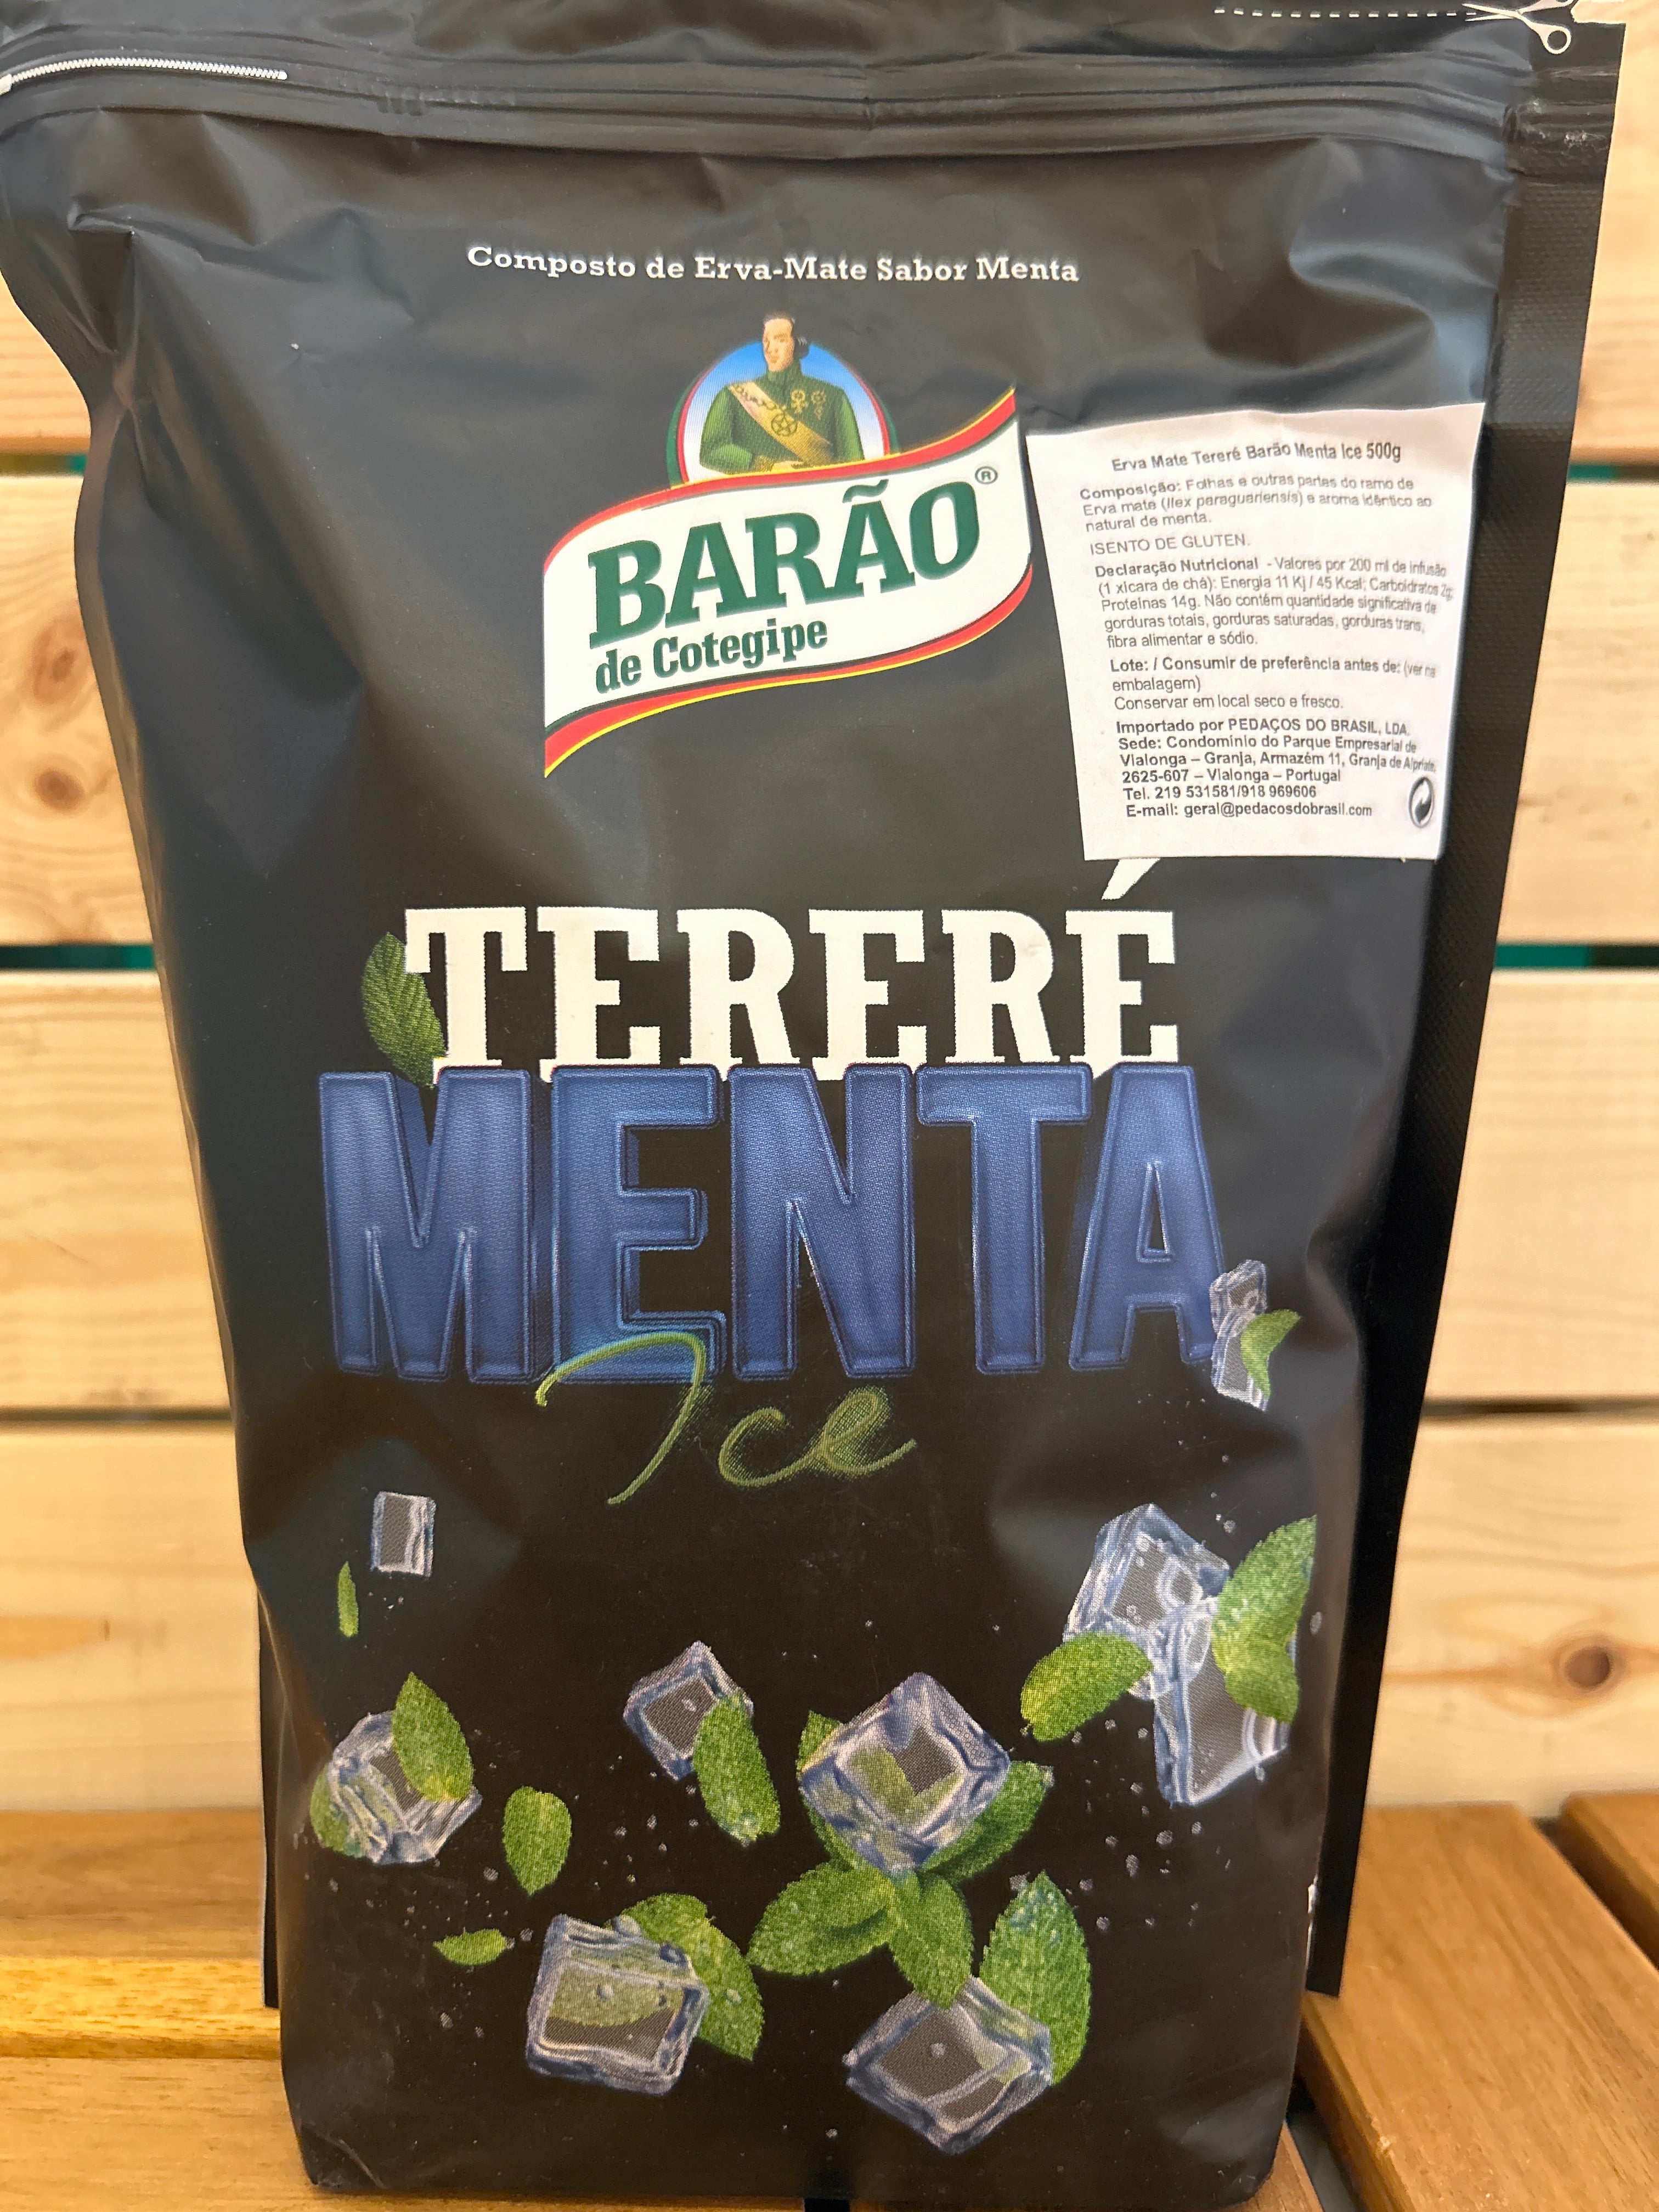 Composto de Erva-Mate Sabor Menta
BARÃO®
de Cotegipe
Erva Mate Tereré Barão Menta Ice 500g
Composição: Folhas e outras partes do ramo de
Erva mate (Ilex paraguariensis) e aroma idêntico ao
natural de menta.
ISENTO DE GLUTEN.
Declaração Nutricional - Valores por 200 ml de infusão
(1 xícara de chá): Energia 11 Kj / 45 Kcal; Carboidratos 2g;
Proteínas 14g. Não contém quantidade significativa de
gorduras totais, gorduras saturadas, gorduras trans,
fibra alimentar e sódio.
Lote: / Consumir de preferência antes de: (ver na
embalagem)
Conservar em local seco e fresco.
Importado por PEDAÇOS DO BRASIL, LDA.
Sede: Condomínio do Parque Empresarial de
Vialonga – Granja, Armazém 11, Granja de Alpriate,
2625-607 – Vialonga – Portugal
Tel. 219 531581/918 969606
E-mail: geral@pedacosdobrasil.com
TERERÉ
MENTA
Ice